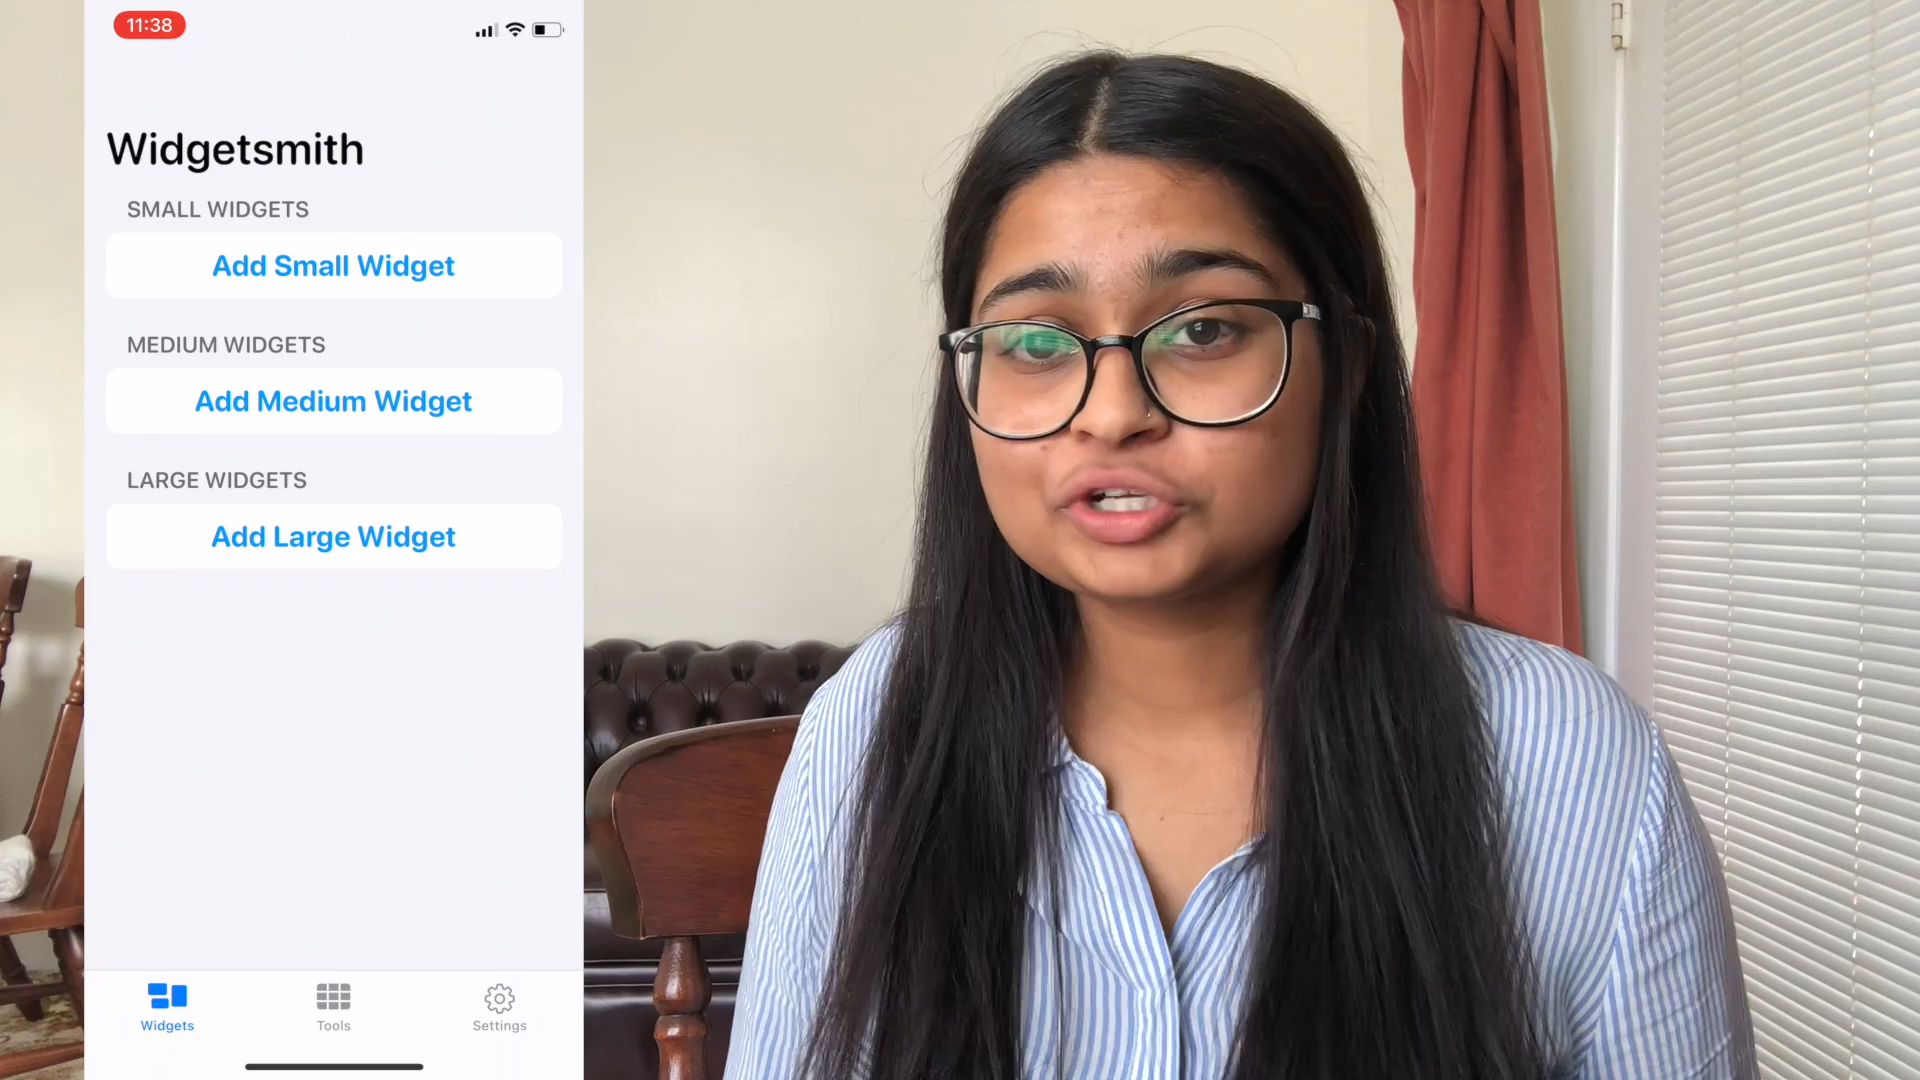 11:38
Widgetsmith
SMALL WIDGETS
Add Small Widget
MEDIUM WIDGETS
Add Medium Widget
LARGE WIDGETS
Add Large Widget
Widgets
Tools
Settings